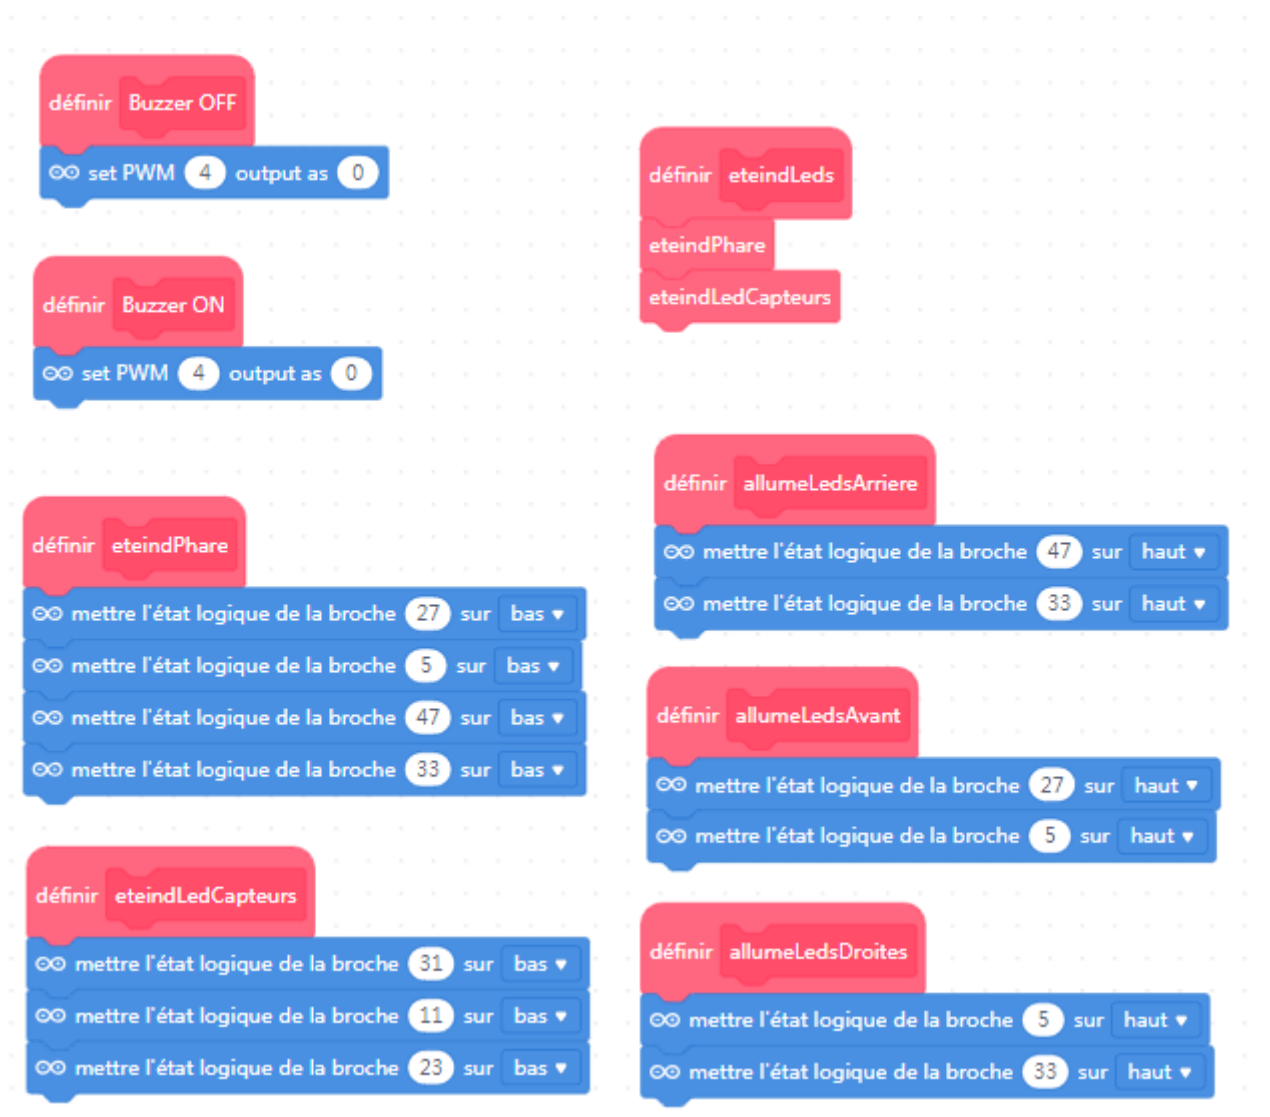 définir Buzzer OFF
set PWM 4 output as 0
définir Buzzer ON
set PWM 4 output as 0
définir eteindPhare
mettre l'état logique de la broche 27 sur bas
mettre l'état logique de la broche 5 sur bas
mettre l'état logique de la broche 47 sur bas
mettre l'état logique de la broche 33 sur bas
définir eteindLedCapteurs
mettre l'état logique de la broche 31 sur bas
mettre l'état logique de la broche 11 sur bas
mettre l'état logique de la broche 23 sur bas
définir eteindLeds
eteindPhare
eteindLedCapteurs
définir allumeLedsArriere
mettre l'état logique de la broche 47 sur haut
mettre l'état logique de la broche 33 sur haut
définir allumeLedsAvant
mettre l'état logique de la broche 27 sur haut
mettre l'état logique de la broche 5 sur haut
définir allumeLedsDroites
mettre l'état logique de la broche 5 sur haut
mettre l'état logique de la broche 33 sur haut